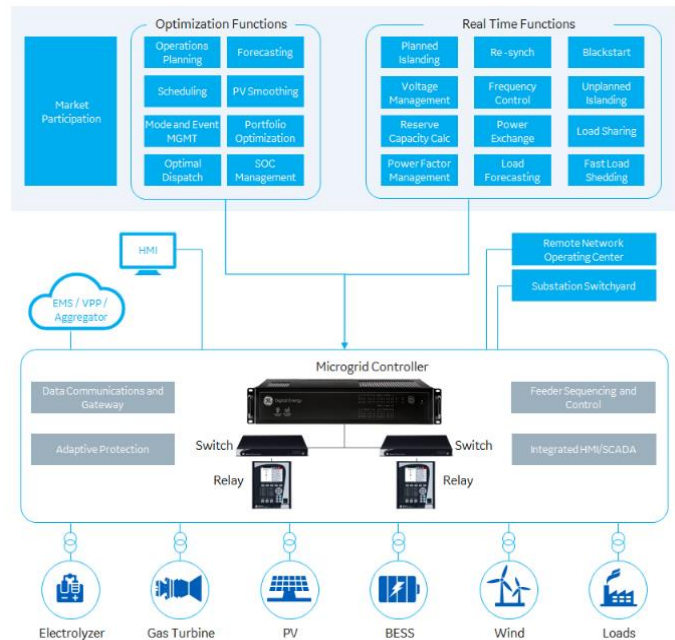 Optimization Functions
Real Time Functions
Market
Participation
Operations
Planning
Forecasting
Scheduling
PV Smoothing
Mode and Event
MGMT
Portfolio
Optimization
Optimal
Dispatch
SOC
Management
Planned
Islanding
Re-synch
Blackstart
Voltage
Management
Frequency
Control
Unplanned
Islanding
Reserve
Capacity Calc
Power
Exchange
Load Sharing
Power Factor
Management
Load
Forecasting
Fast Load
Shedding
HMI
EMS / VPP /
Aggregator
Remote Network
Operating Center
Substation Switchyard
Microgrid Controller
Data Communications and
Gateway
Adaptive Protection
Digital Energy
Feeder Sequencing and
Control
Integrated HMI/SCADA
Switch
Switch
Relay
Relay
Electrolyzer
Gas Turbine
PV
BESS
Wind
Loads